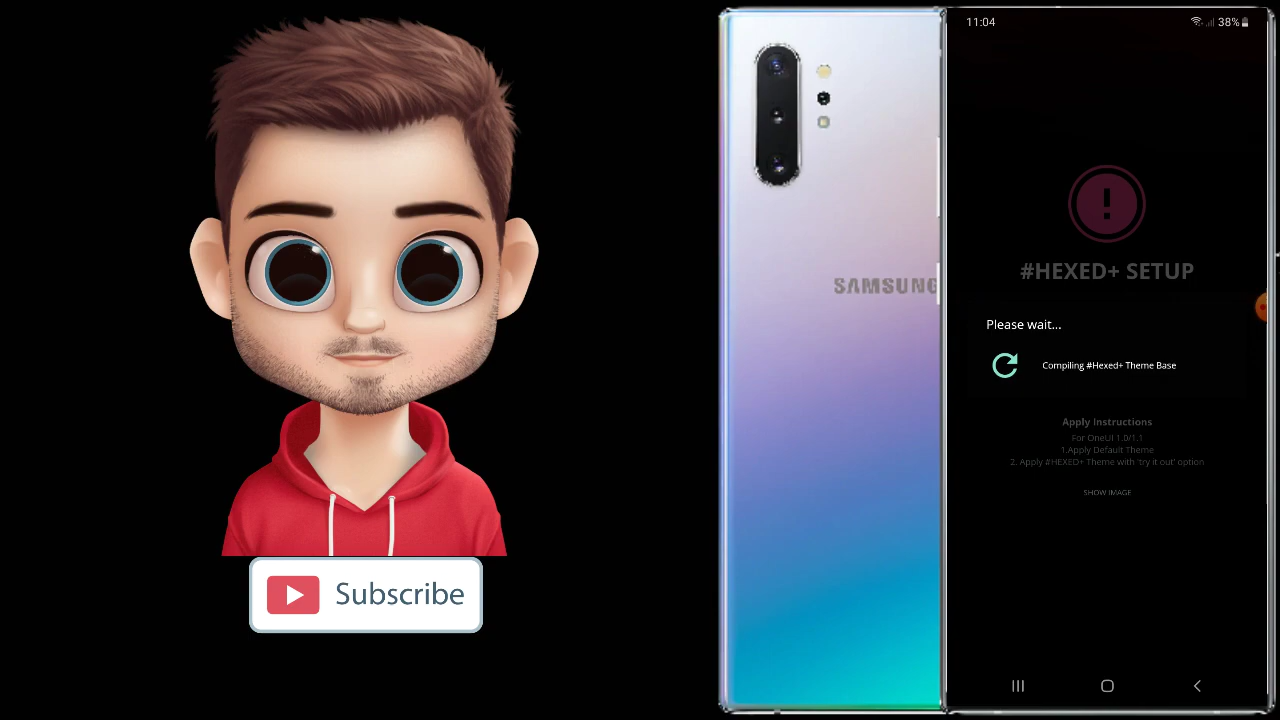 Subscribe
SAMSUNG
11:04
38%
#HEXED+ SETUP
Please wait...
Compiling #Hexed+ Theme Base
Apply Instructions
For OneUI 1.0/1.1
1.Apply Default Theme
2. Apply #HEXED+ Theme with 'try it out' option
SHOW IMAGE